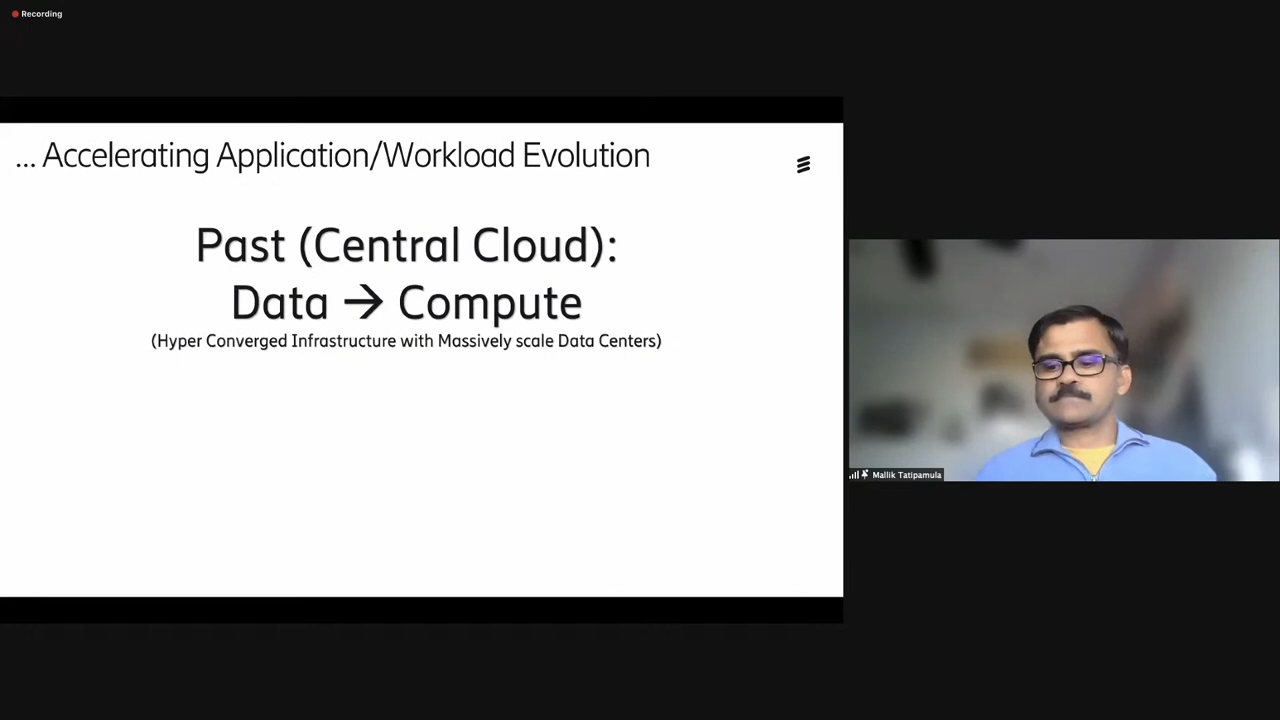 Recording
... Accelerating Application/Workload Evolution
Past (Central Cloud):
Data → Compute
(Hyper Converged Infrastructure with Massively scale Data Centers)
Mallik Tatipamula